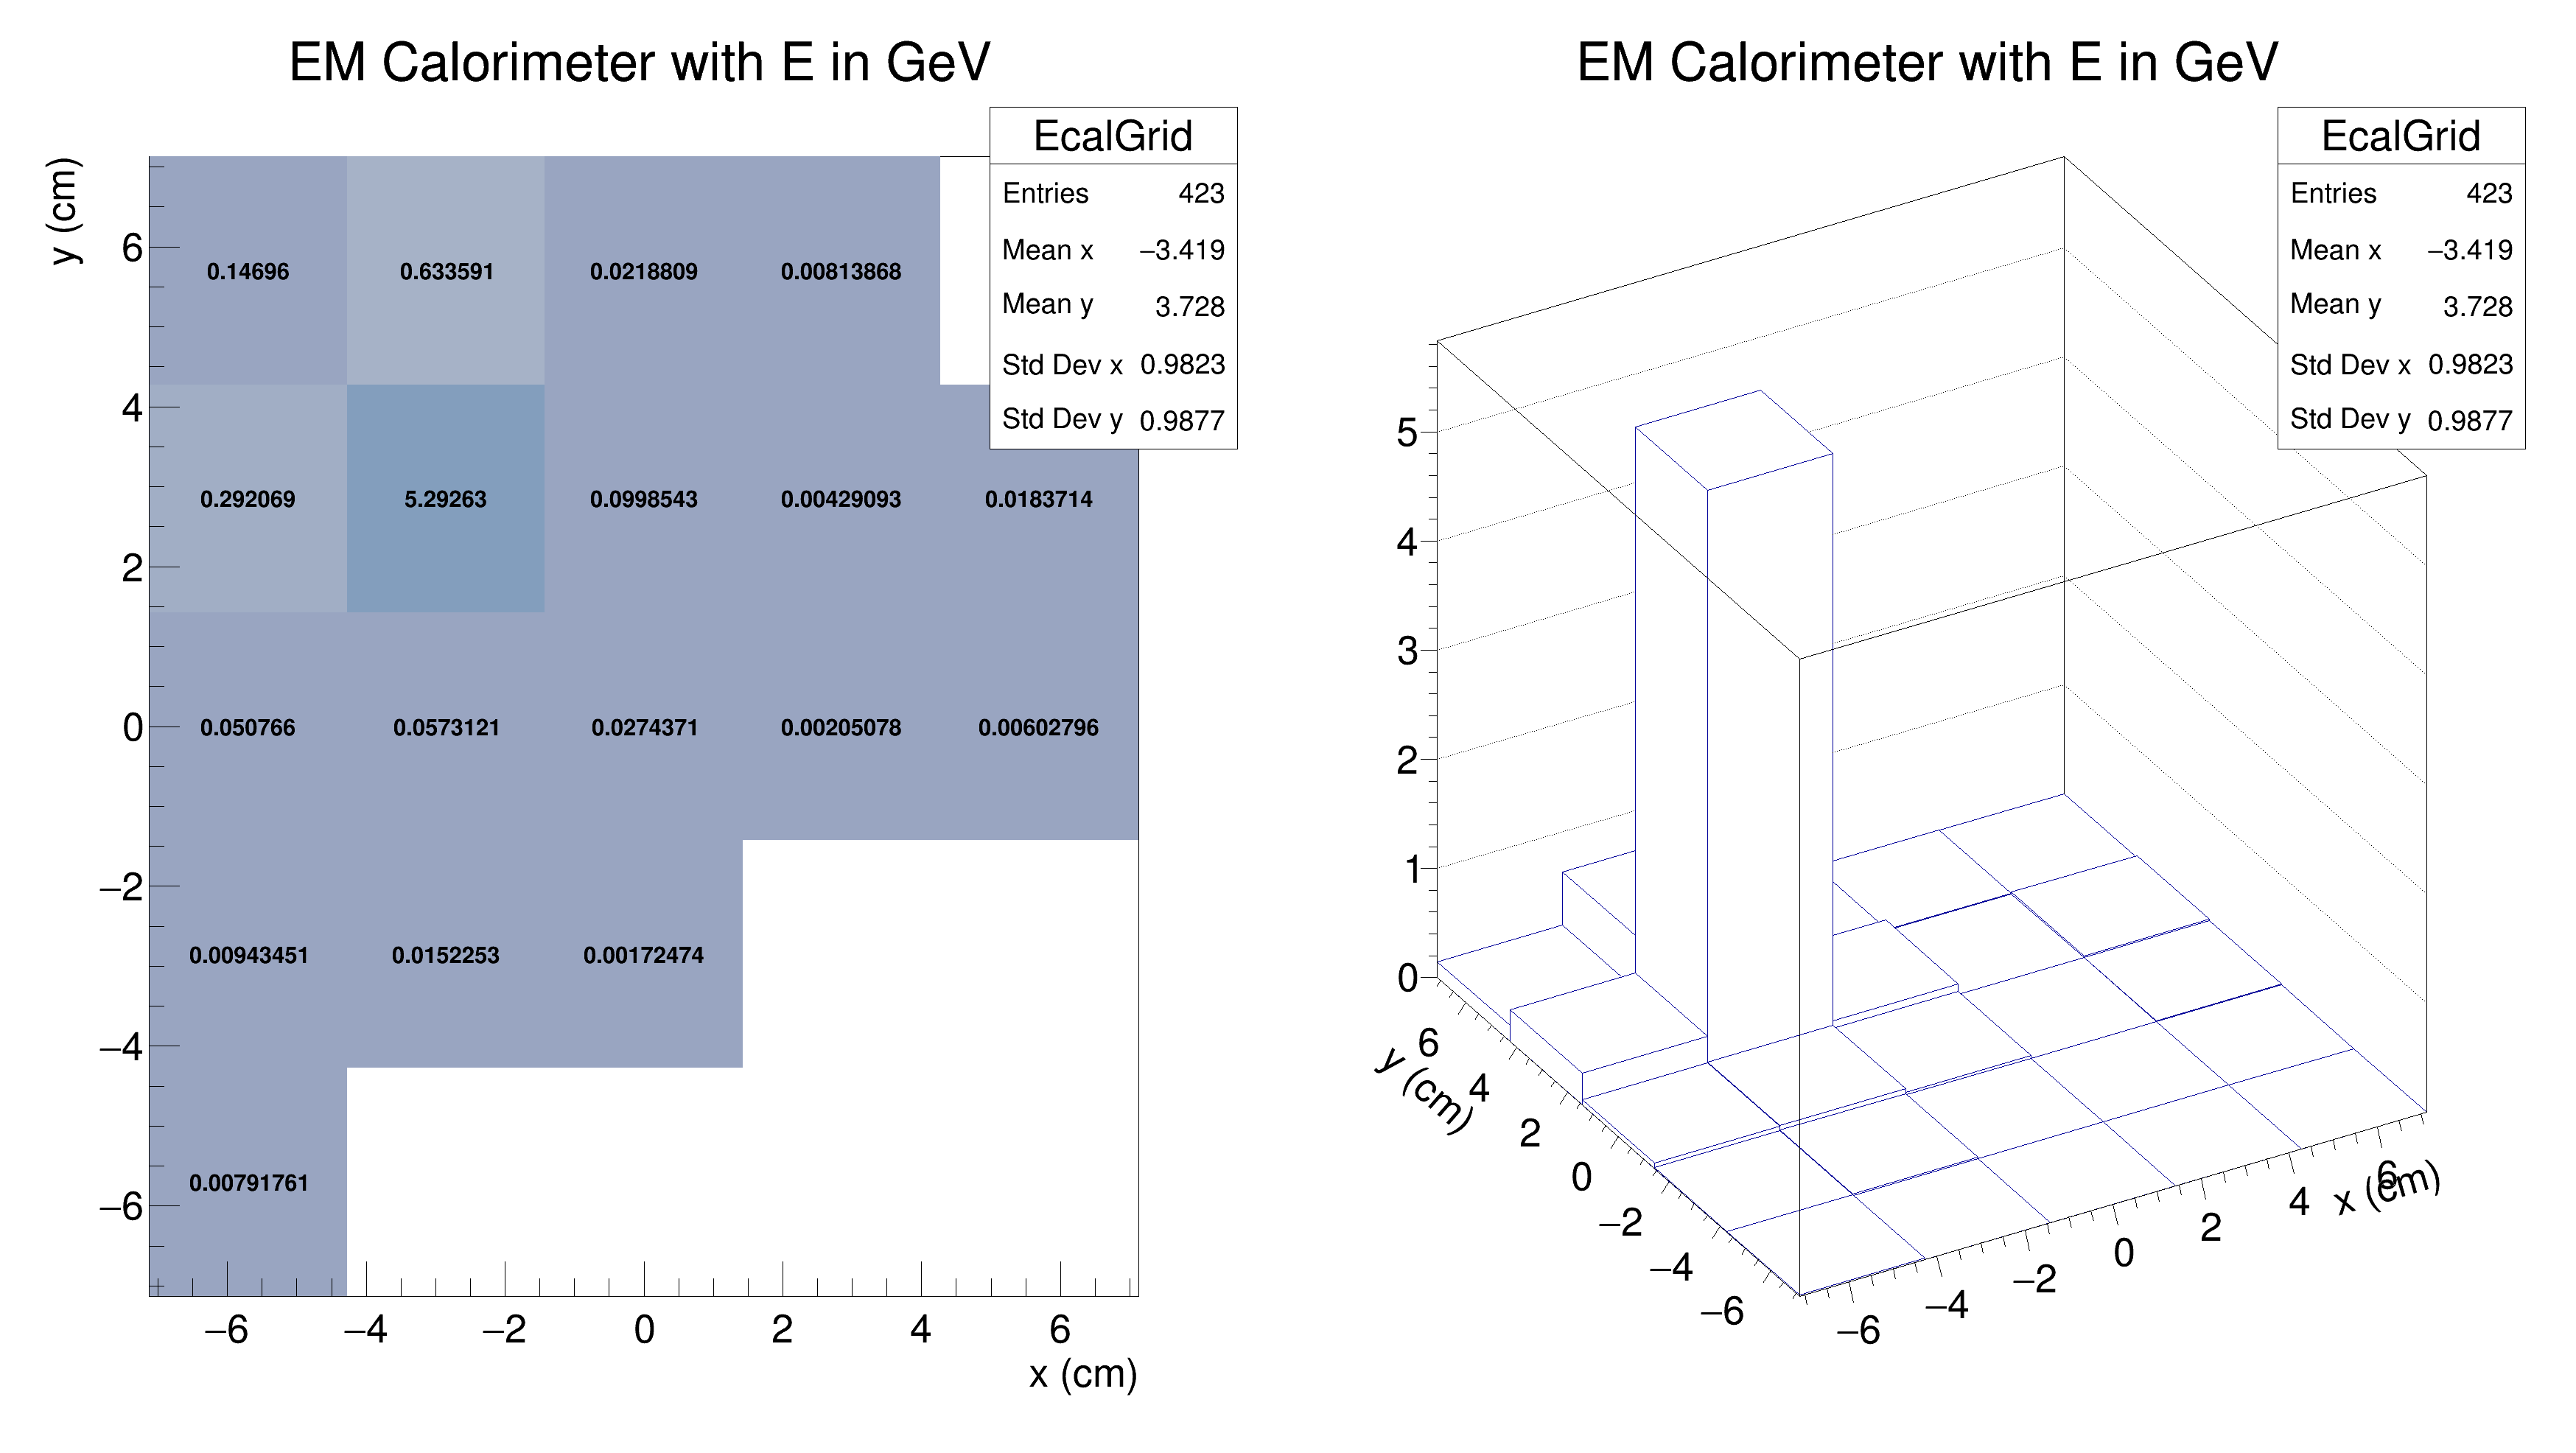 EM Calorimeter with E in GeV
EcalGrid
Entries 423
Mean x −3.419
Mean y 3.728
Std Dev x 0.9823
Std Dev y 0.9877
y (cm)
6
4
2
0
−2
−4
−6
0.14696 0.633591 0.0218809 0.00813868
0.292069 5.29263 0.0998543 0.00429093 0.0183714
0.050766 0.0573121 0.0274371 0.00205078 0.00602796
0.00943451 0.0152253 0.00172474
0.00791761
−6 −4 −2 0 2 4 6
x (cm)
EM Calorimeter with E in GeV
EcalGrid
Entries 423
Mean x −3.419
Mean y 3.728
Std Dev x 0.9823
Std Dev y 0.9877
5
4
3
2
1
0
6
4
2
0
−2
−4
−6
y (cm)
−6
−4
−2
0
2
4
6
x (cm)